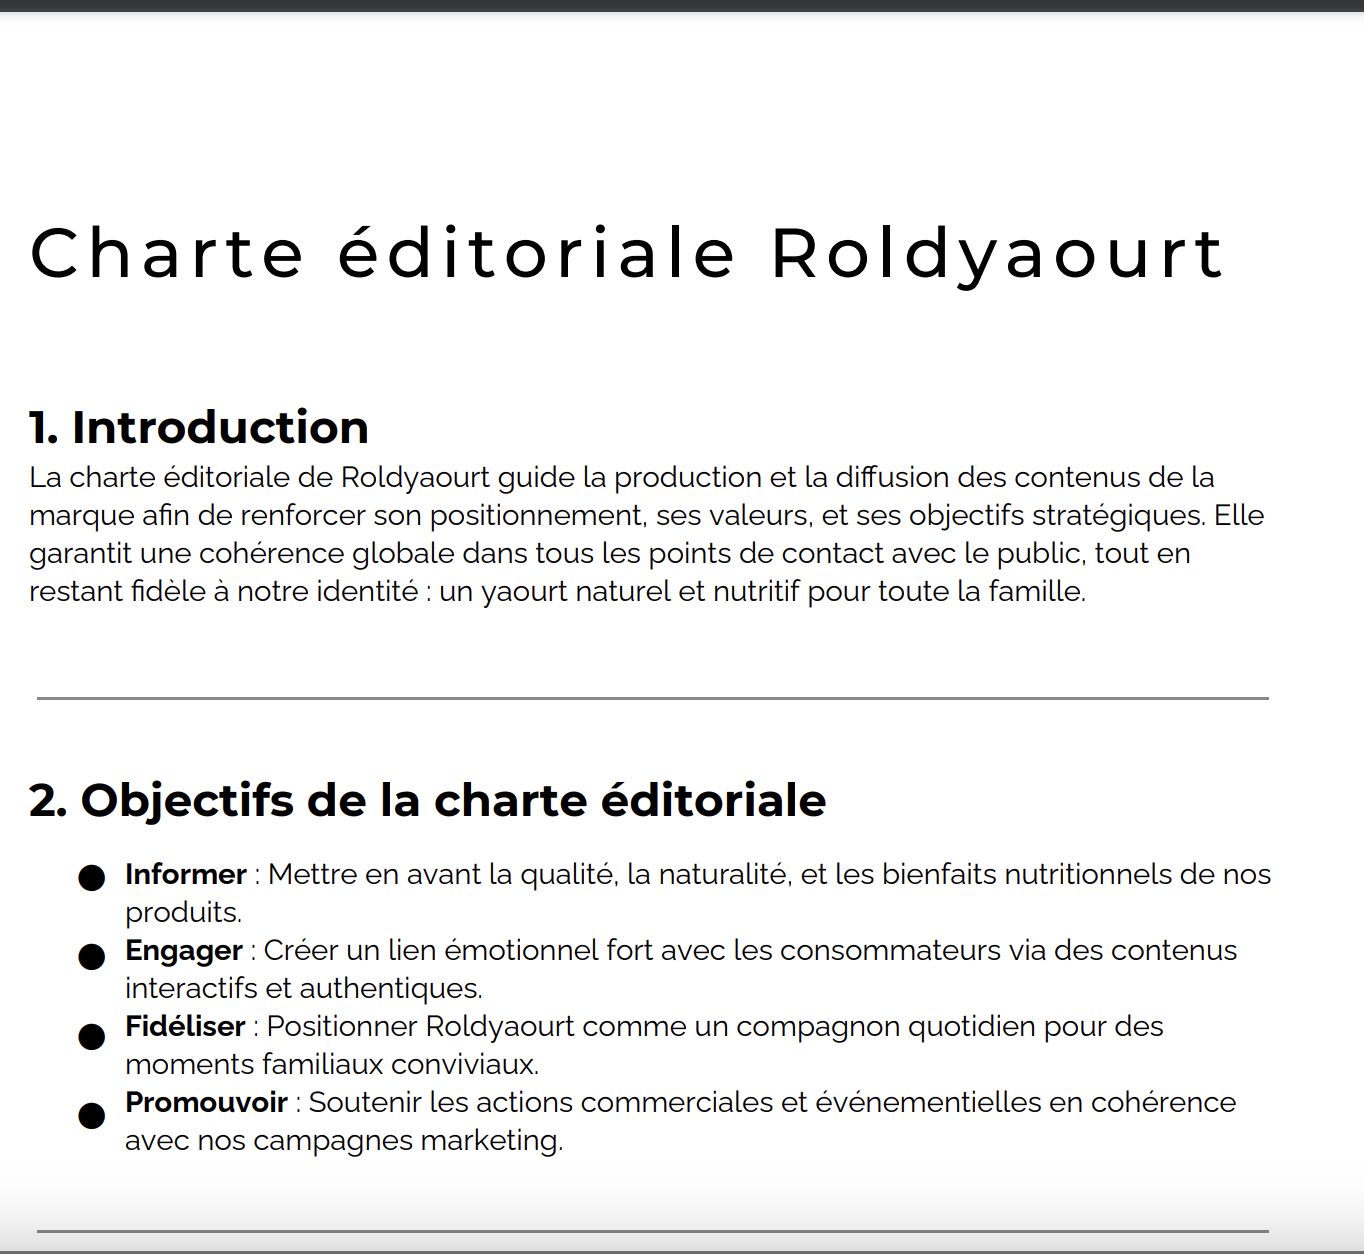 Charte éditoriale Roldyaourt
1. Introduction
La charte éditoriale de Roldyaourt guide la production et la diffusion des contenus de la
marque afin de renforcer son positionnement, ses valeurs, et ses objectifs stratégiques. Elle
garantit une cohérence globale dans tous les points de contact avec le public, tout en
restant fidèle à notre identité : un yaourt naturel et nutritif pour toute la famille.
2. Objectifs de la charte éditoriale
● Informer : Mettre en avant la qualité, la naturalité, et les bienfaits nutritionnels de nos
produits.
● Engager : Créer un lien émotionnel fort avec les consommateurs via des contenus
interactifs et authentiques.
● Fidéliser : Positionner Roldyaourt comme un compagnon quotidien pour des
moments familiaux conviviaux.
● Promouvoir : Soutenir les actions commerciales et événementielles en cohérence
avec nos campagnes marketing.